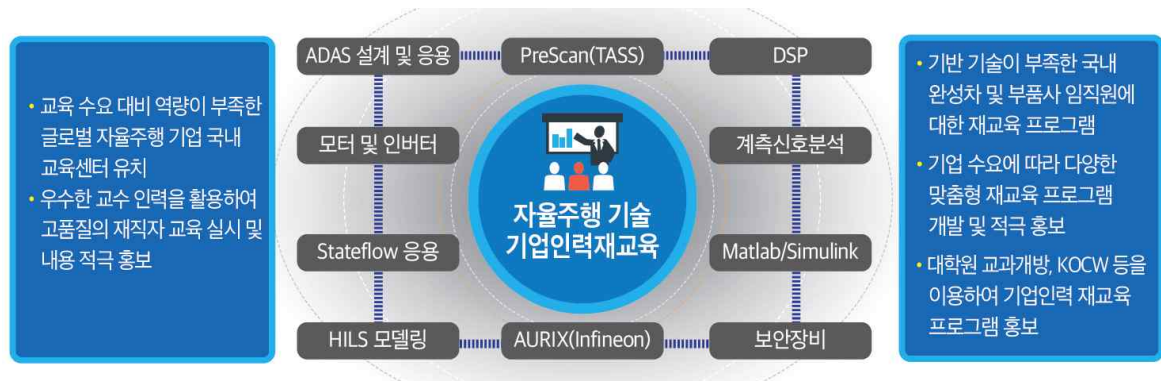 • 교육 수요 대비 역량이 부족한
글로벌 자율주행 기업 국내
교육센터 유치
• 우수한 교수 인력을 활용하여
고품질의 재직자 교육 실시 및
내용 적극 홍보
ADAS 설계 및 응용
PreScan(TASS)
DSP
모터 및 인버터
계측신호분석
자율주행 기술
기업인력재교육
Stateflow 응용
Matlab/Simulink
HILS 모델링
AURIX(Infineon)
보안장비
• 기반 기술이 부족한 국내
완성차 및 부품사 임직원에
대한 재교육 프로그램
• 기업 수요에 따라 다양한
맞춤형 재교육 프로그램
개발 및 적극 홍보
• 대학원 교과개방, KOCW 등을
이용하여 기업인력 재교육
프로그램 홍보